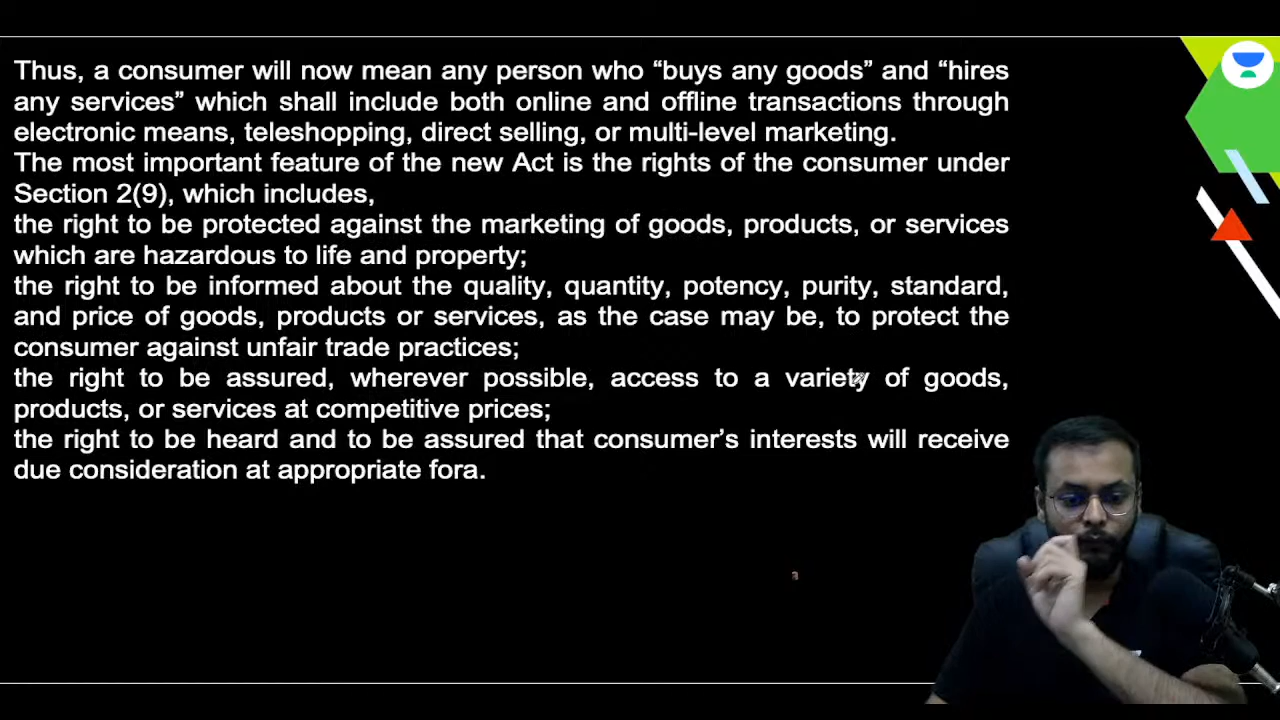 Thus, a consumer will now mean any person who “buys any goods” and “hires
any services” which shall include both online and offline transactions through
electronic means, teleshopping, direct selling, or multi-level marketing.
The most important feature of the new Act is the rights of the consumer under
Section 2(9), which includes,
the right to be protected against the marketing of goods, products, or services
which are hazardous to life and property;
the right to be informed about the quality, quantity, potency, purity, standard,
and price of goods, products or services, as the case may be, to protect the
consumer against unfair trade practices;
the right to be assured, wherever possible, access to a variety of goods,
products, or services at competitive prices;
the right to be heard and to be assured that consumer’s interests will receive
due consideration at appropriate fora.